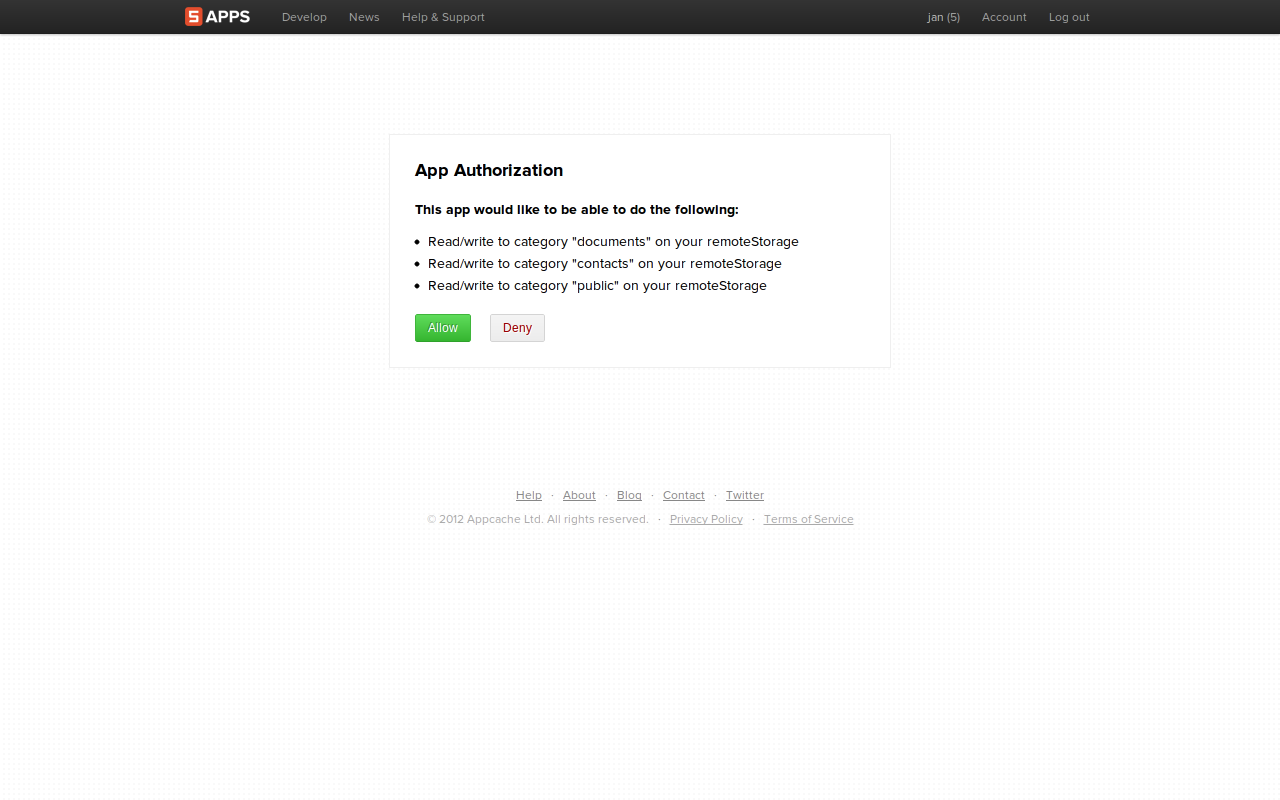 5 APPS Develop News Help & Support jan (5) Account Log out
App Authorization
This app would like to be able to do the following:
• Read/write to category "documents" on your remoteStorage
• Read/write to category "contacts" on your remoteStorage
• Read/write to category "public" on your remoteStorage
Allow Deny
Help · About · Blog · Contact · Twitter
© 2012 Appcache Ltd. All rights reserved. · Privacy Policy · Terms of Service